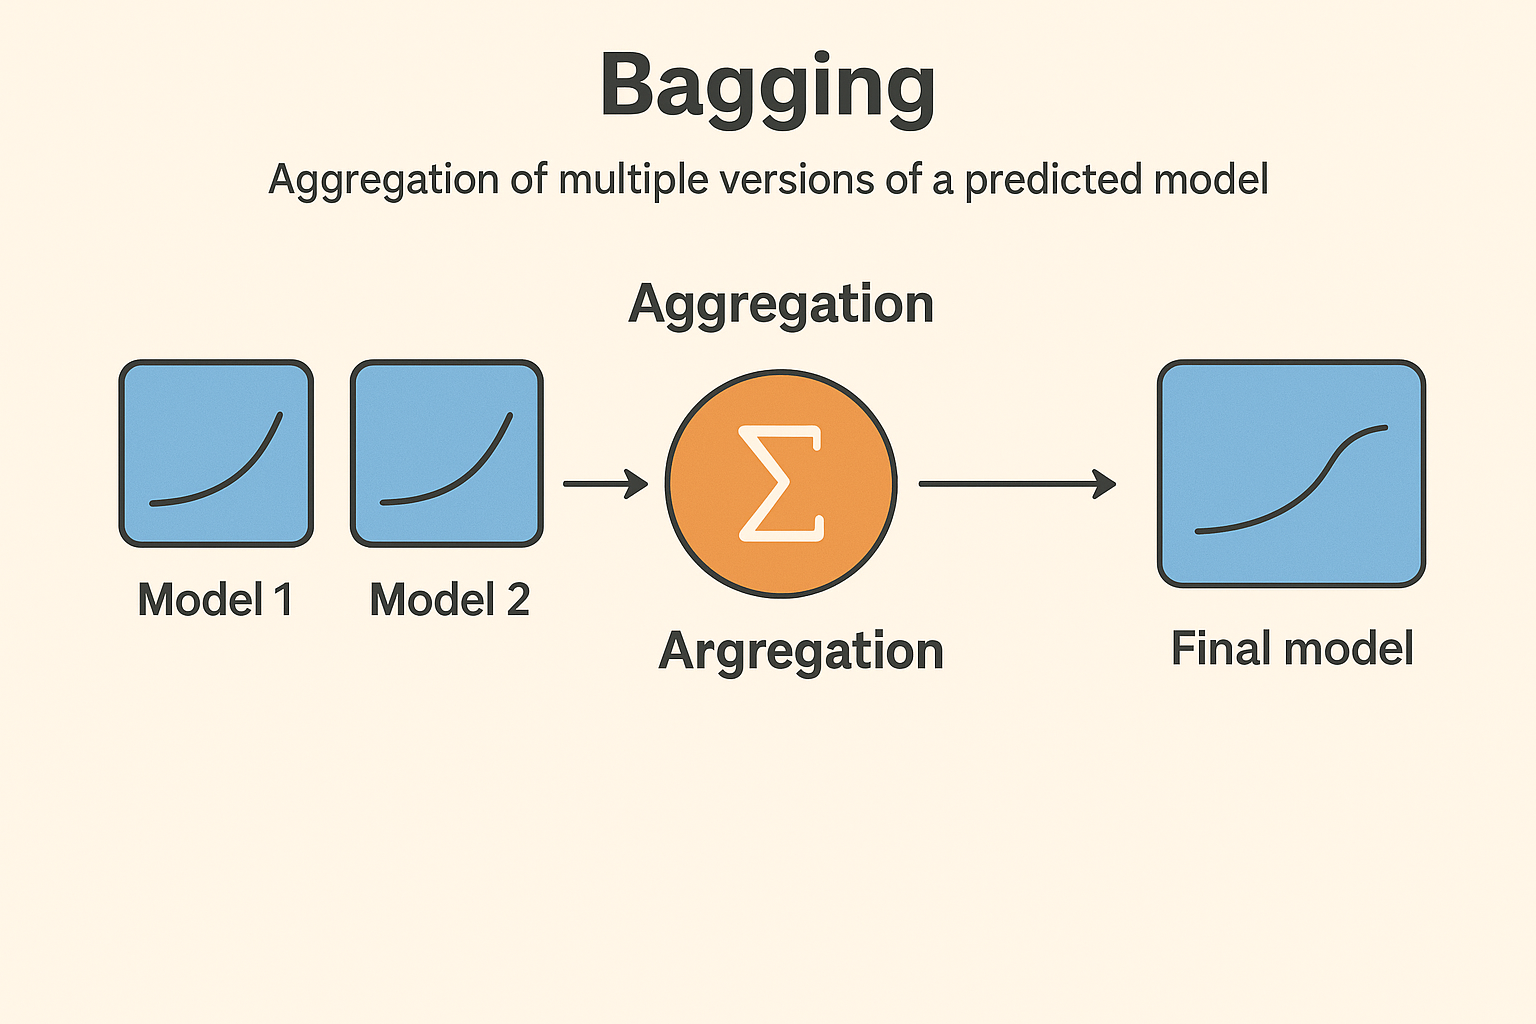 Bagging
Aggregation of multiple versions of a predicted model
Aggregation
Σ
Model 1
Model 2
Argregation
Final model